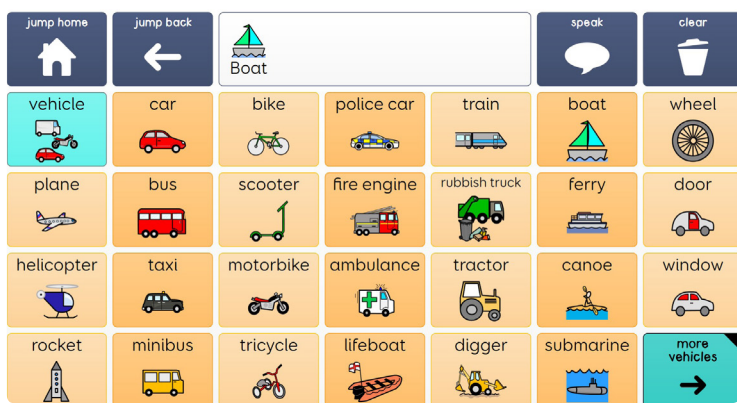 jump home
jump back
Boat
speak
clear
vehicle
car
bike
police car
train
boat
wheel
plane
bus
scooter
fire engine
rubbish truck
ferry
door
helicopter
taxi
motorbike
ambulance
tractor
canoe
window
rocket
minibus
tricycle
lifeboat
digger
submarine
more
vehicles